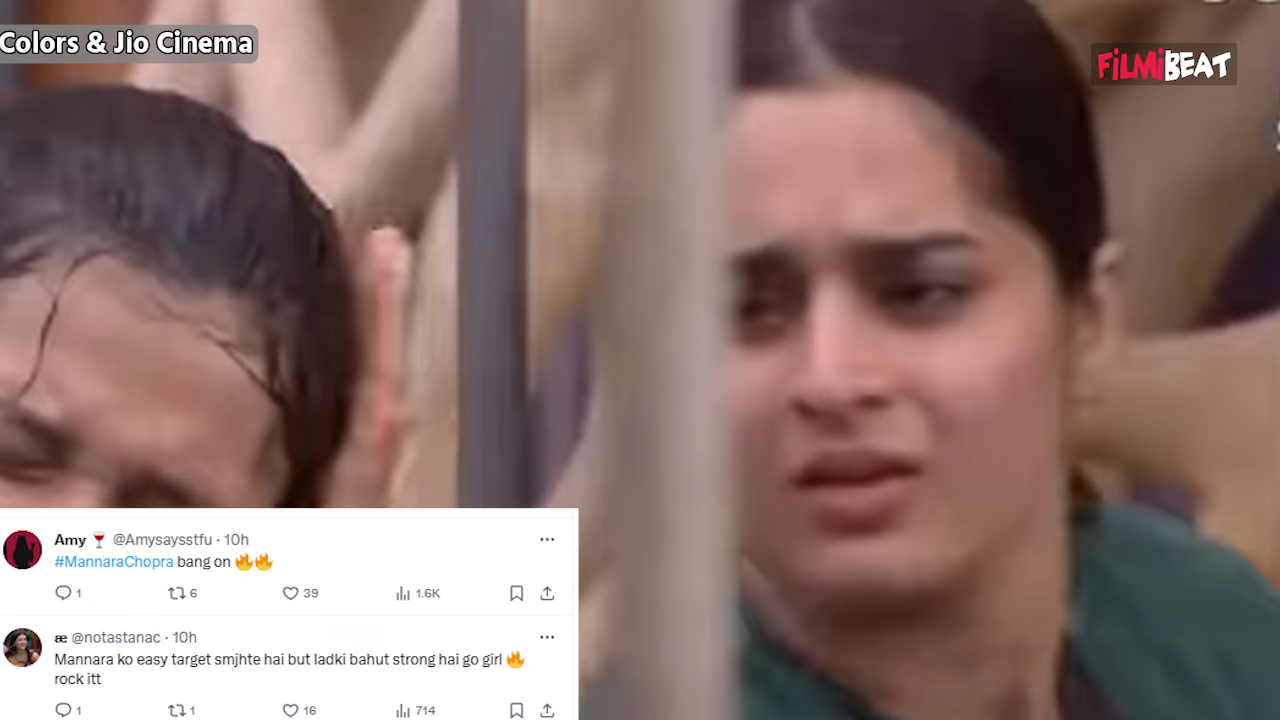 Colors & Jio Cinema
FiLMiBEAT
Amy 🍷 @Amysaysstfu · 10h
#MannaraChopra bang on 🔥🔥
1 6 39 1.6K
æ @notastanac · 10h
Mannara ko easy target smjhte hai but ladki bahut strong hai go girl 🔥
rock itt
1 1 16 714